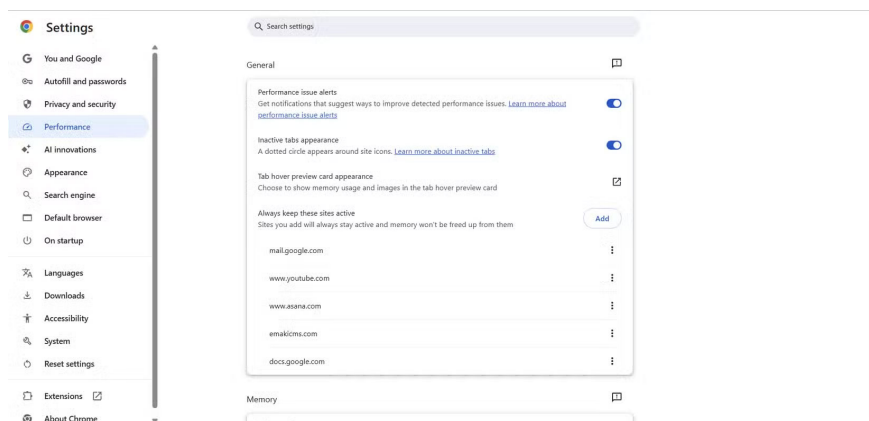 Settings
Search settings
You and Google
Autofill and passwords
Privacy and security
Performance
AI innovations
Appearance
Search engine
Default browser
On startup
Languages
Downloads
Accessibility
System
Reset settings
Extensions
About Chrome
General
Performance issue alerts
Get notifications that suggest ways to improve detected performance issues. Learn more about
performance issue alerts
Inactive tabs appearance
A dotted circle appears around site icons. Learn more about inactive tabs
Tab hover preview card appearance
Choose to show memory usage and images in the tab hover preview card
Always keep these sites active
Sites you add will always stay active and memory won't be freed up from them
Add
mail.google.com
www.youtube.com
www.asana.com
emakicms.com
docs.google.com
Memory